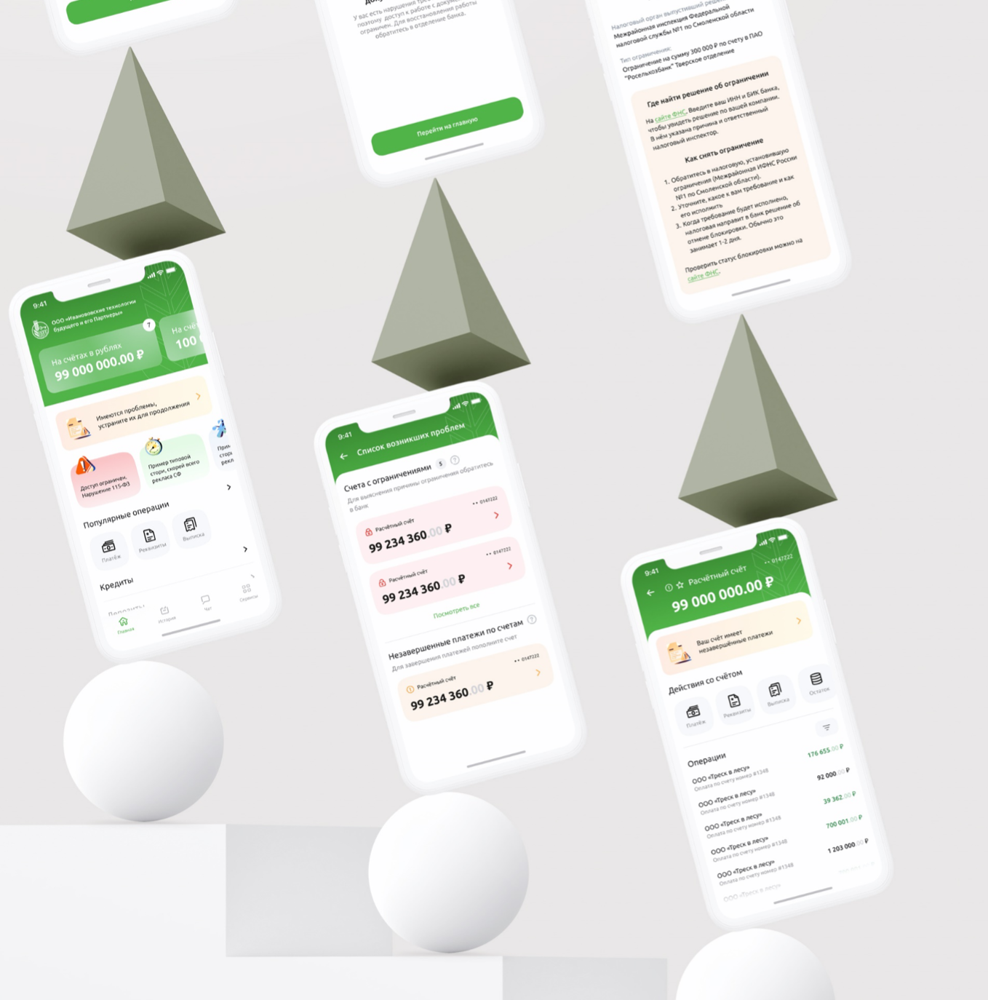 У вас есть нарушения
поэтому доступ к работе с
ограничен. Для восстановления работы
обратитесь в отделение банка.
Перейти на главную
Налоговый орган выпустивший
Межрайонная инспекция Федеральной
налоговой службы №1 по Смоленской области
Тип ограничения:
Ограничение на сумму 300 000 ₽ по счету в ПАО
"Росельхозбанк" Тверское отделение
Где найти решение об ограничении
На сайте ФНС. Введите ваш ИНН и БИК банка,
чтобы увидеть решение по вашей компании.
В нём указана причина и ответственный
налоговый инспектор.
Как снять ограничение
1. Обратитесь в налоговую, установившую
ограничения (Межрайонная ИФНС России
№1 по Смоленской области).
2. Уточните, какое к вам требование и как
его исполнить
3. Когда требование будет исполнено,
налоговая направит в банк решение об
отмене блокировки. Обычно это
занимает 1-2 дня.
Проверить статус блокировки можно на
сайте ФНС.
9:41
ООО «Ивановские технологии
будущего и его Партнеры»
На счётах в рублях
99 000 000.00 ₽
7
На счё
100
Имеются проблемы,
устраните их для продолжения
Доступ ограничен.
Нарушение 115-ФЗ
Пример типовой
стори, скорей всего
рекласа СФ
При
стор
рекл
Популярные операции
Платёж
Реквизиты
Выписка
Кредиты
Главная
История
Чат
Сервисы
9:41
Список возникших проблем
Счета с ограничениями 5 ?
Для выяснения причины ограничения обратитесь
в банк
•• 0147222
Расчётный счёт
99 234 360.00 ₽
•• 0147222
Расчётный счёт
99 234 360.00 ₽
Посмотреть все
Незавершенные платежи по счетам ?
Для завершения платежей пополните счет
•• 0147222
Расчётный счёт
99 234 360.00 ₽
9:41
Расчётный счёт •• 0147222
99 000 000.00 ₽
Ваш счёт имеет
незавершённые платежи
Действия со счётом
Платёж
Реквизиты
Выписка
Остаток
Операции
ООО «Треск в лесу» 176 655.00 ₽
Оплата по счету номер #1348
ООО «Треск в лесу» 92 000.00 ₽
Оплата по счету номер #1348
ООО «Треск в лесу» 39 362.00 ₽
Оплата по счету номер #1348
ООО «Треск в лесу» 700 001.00 ₽
Оплата по счету номер #1348
ООО «Треск в лесу» 1 203 000.00 ₽
Оплата по счету номер #1348
ООО «Треск в лесу»